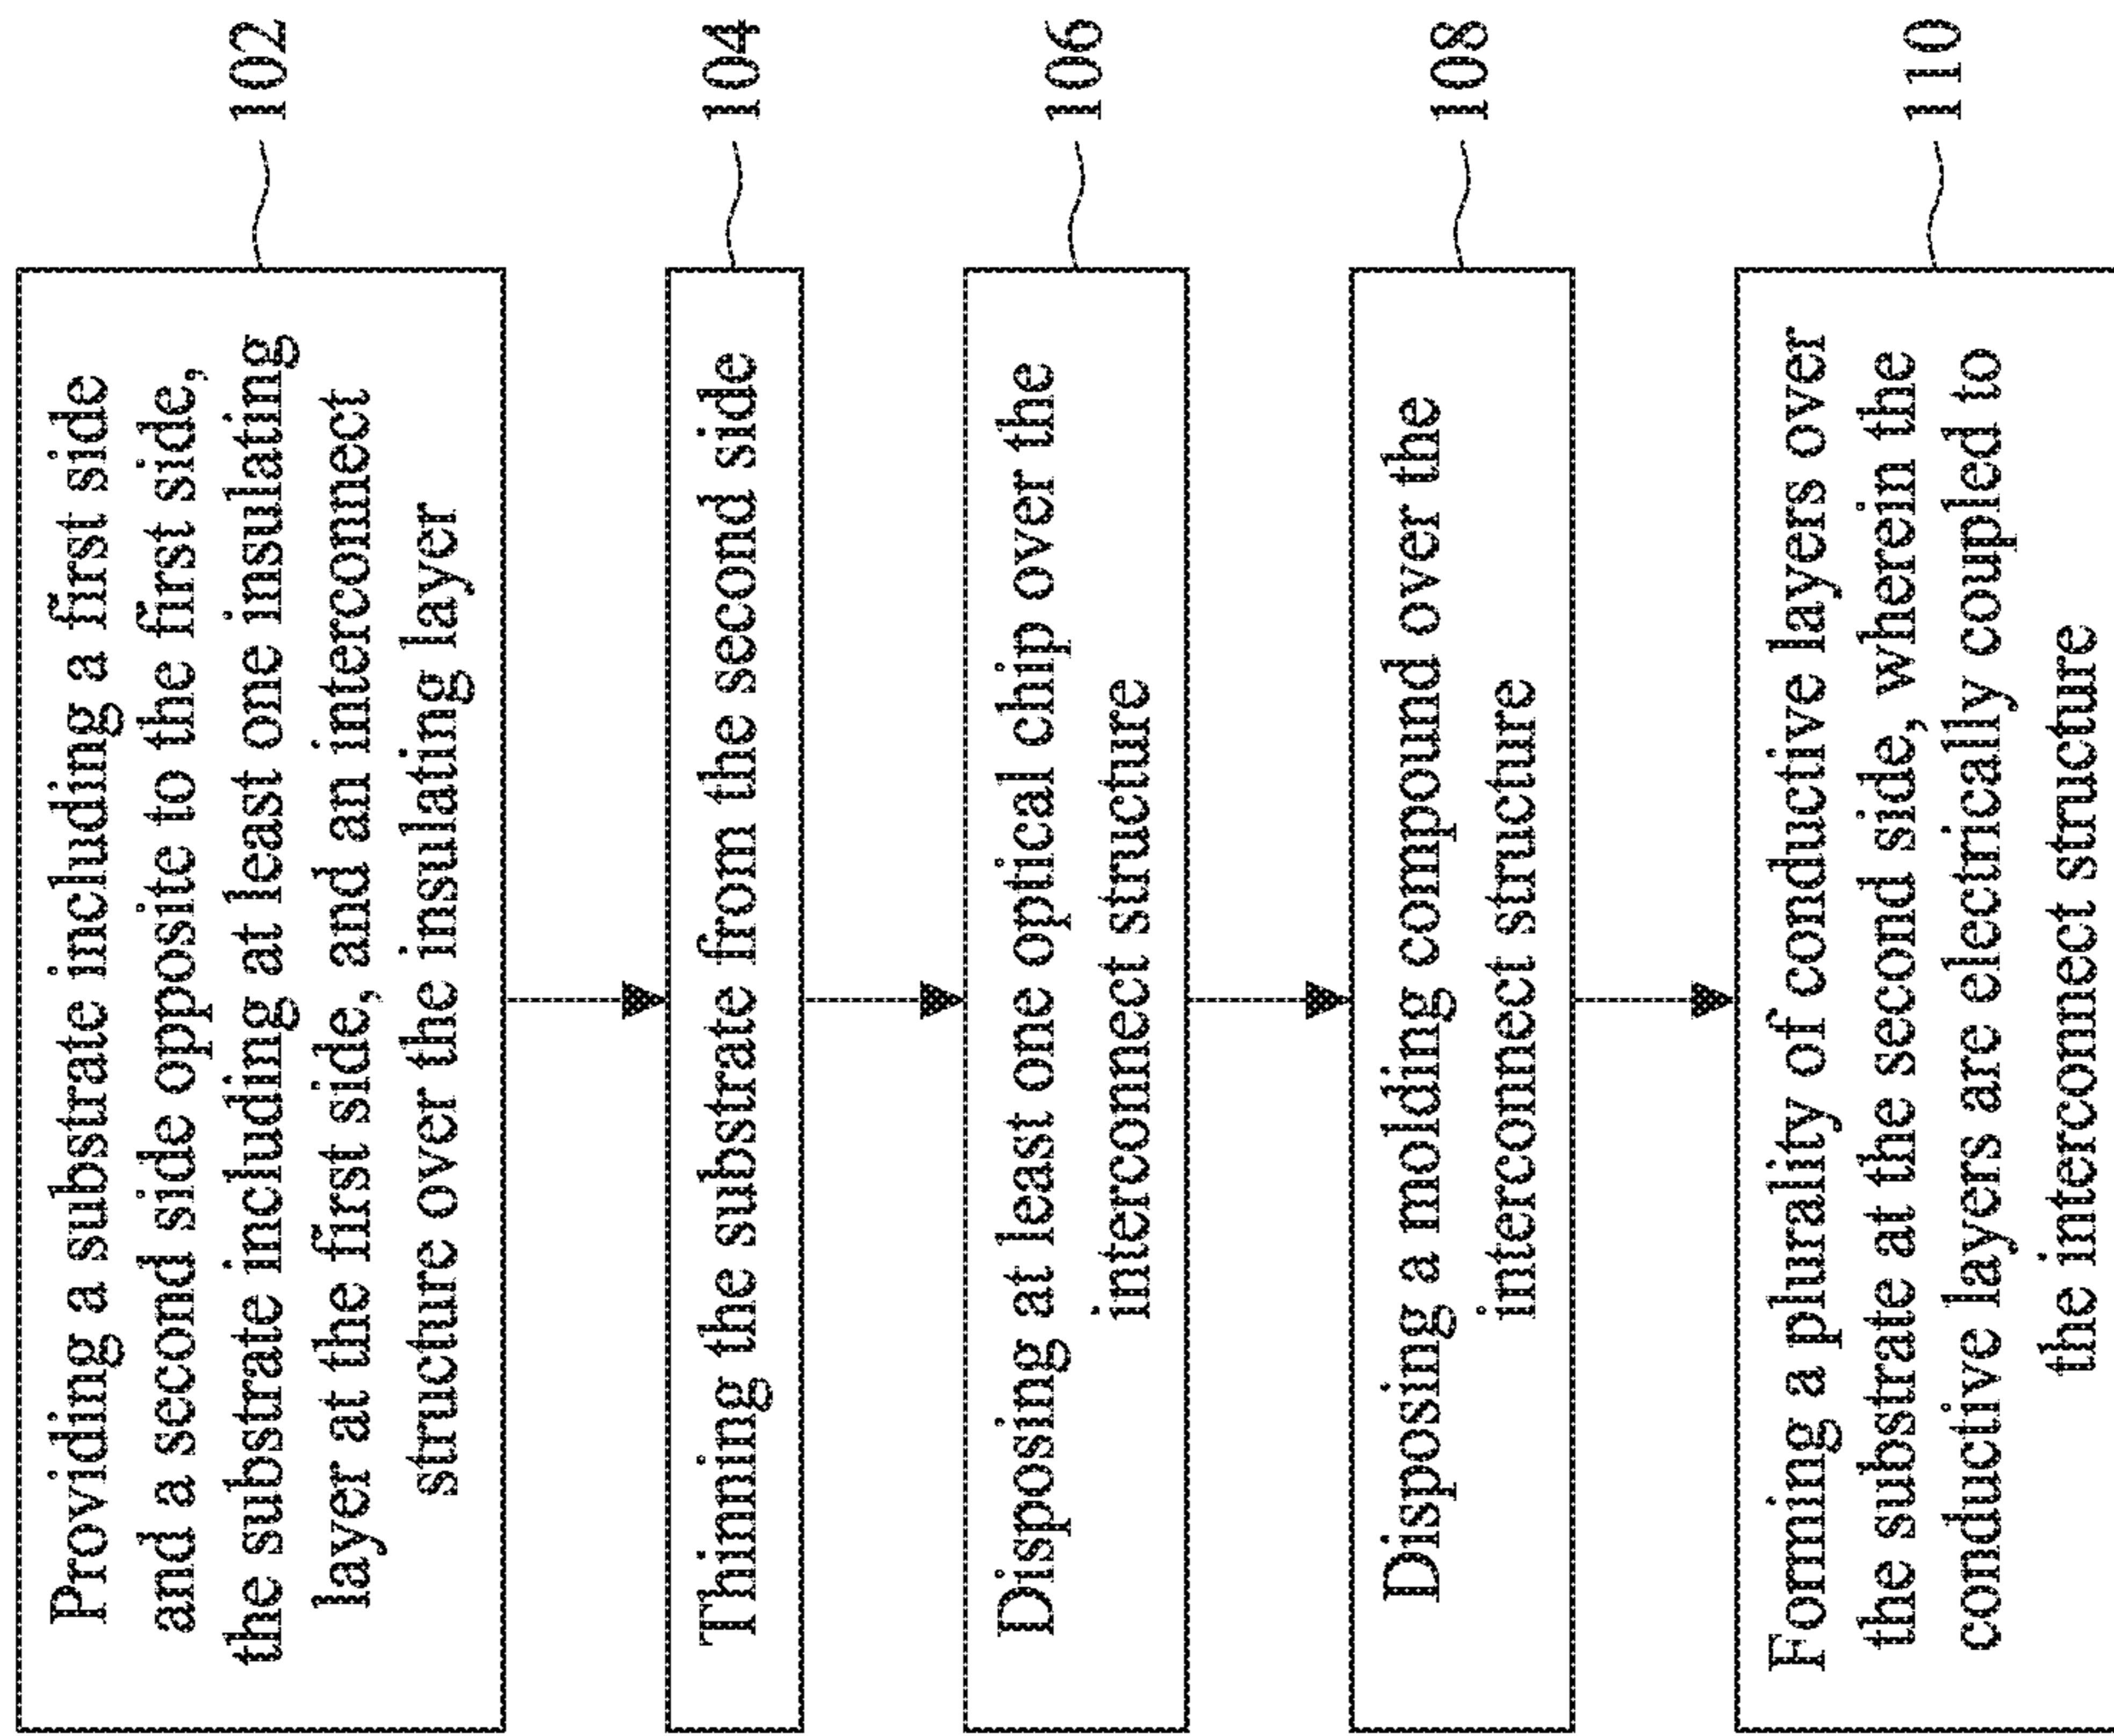 Providing a substrate including a first side
and a second side opposite to the first side,
the substrate including at least one insulating
layer at the first side, and an interconnect
structure over the insulating layer
102
Thinning the substrate from the second side
104
Disposing at least one optical chip over the
interconnect structure
106
Disposing a molding compound over the
interconnect structure
108
Foming a plurality of conductive layers over
the substrate at the second side, wherein the
conductive layers are electrically coupled to
the interconnect structure
110